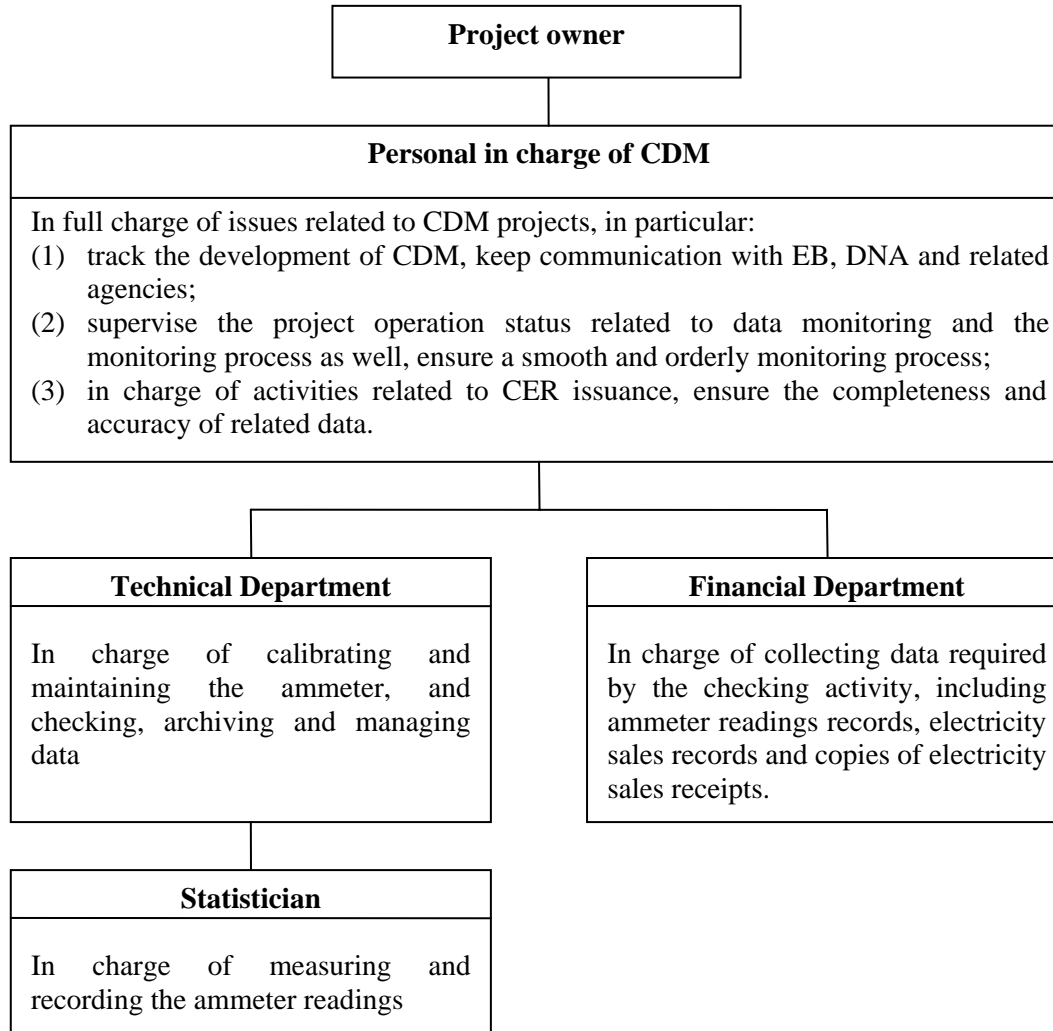 Project owner
Personal in charge of CDM
In full charge of issues related to CDM projects, in particular:
(1) track the development of CDM, keep communication with EB, DNA and related
agencies;
(2) supervise the project operation status related to data monitoring and the
monitoring process as well, ensure a smooth and orderly monitoring process;
(3) in charge of activities related to CER issuance, ensure the completeness and
accuracy of related data.
Technical Department
In charge of calibrating and
maintaining the ammeter, and
checking, archiving and managing
data
Financial Department
In charge of collecting data required
by the checking activity, including
ammeter readings records, electricity
sales records and copies of electricity
sales receipts.
Statistician
In charge of measuring and
recording the ammeter readings